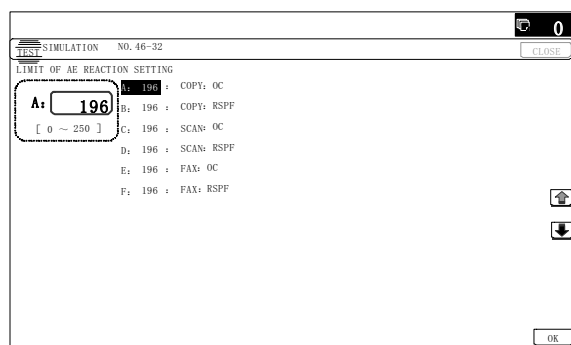 0
TEST SIMULATION NO.46-32
CLOSE
LIMIT OF AE REACTION SETTING
A: 196
[ 0 ~ 250 ]
A: 196 : COPY: OC
B: 196 : COPY: RSPF
C: 196 : SCAN: OC
D: 196 : SCAN: RSPF
E: 196 : FAX: OC
F: 196 : FAX: RSPF
OK